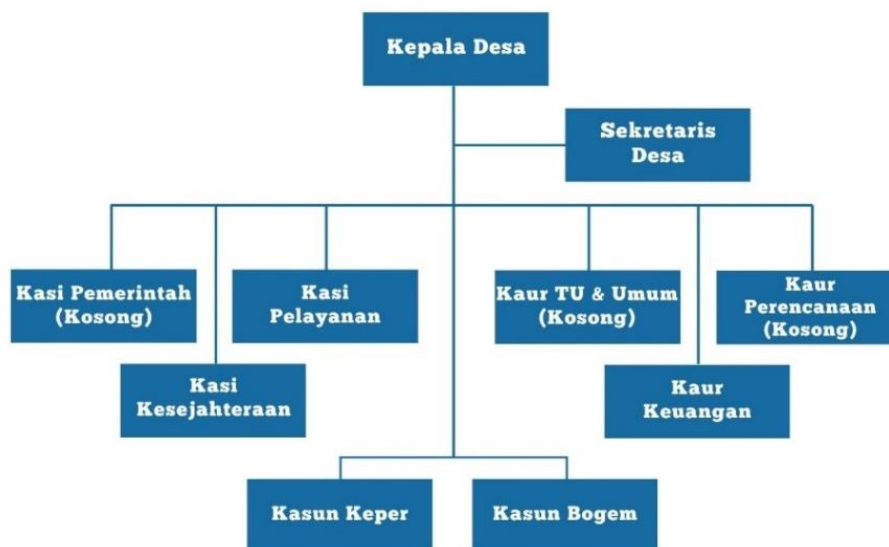 Kepala Desa
Sekretaris
Desa
Kasi Pemerintah
(Kosong)
Kasi
Pelayanan
Kaur TU & Umum
(Kosong)
Kaur
Perencanaan
(Kosong)
Kasi
Kesejahteraan
Kaur
Keuangan
Kasun Keper
Kasun Bogem